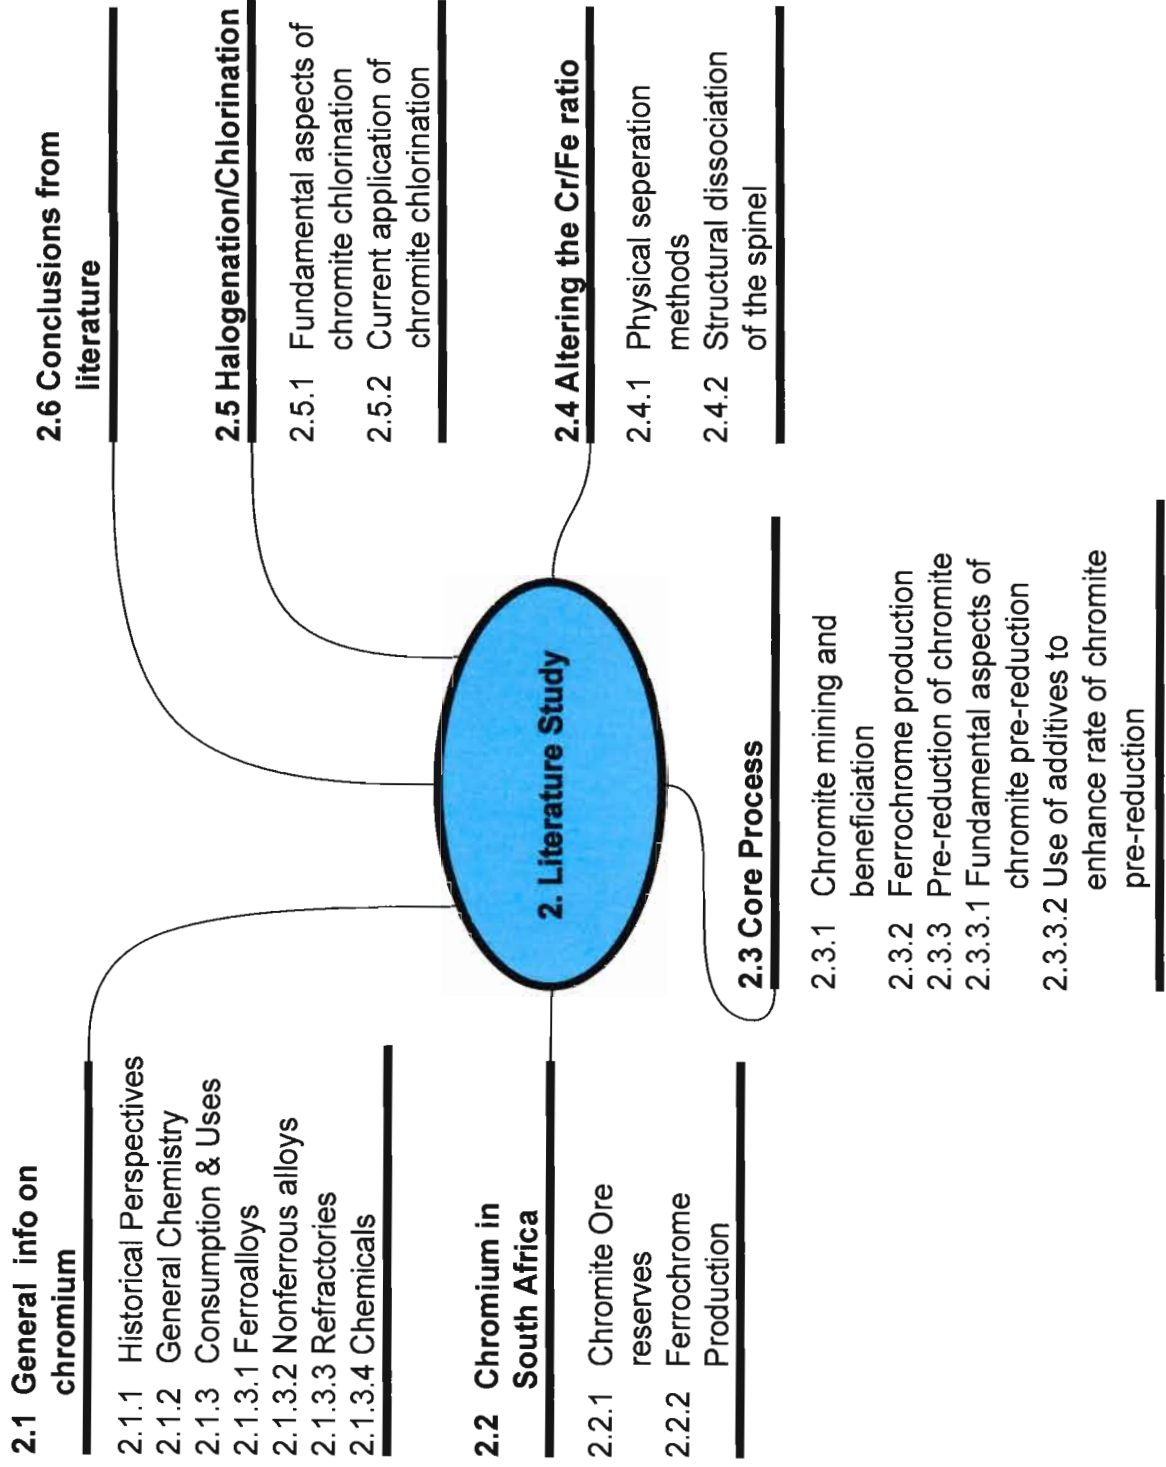 2.1 General info on
chromium
2.1.1 Historical Perspectives
2.1.2 General Chemistry
2.1.3 Consumption & Uses
2.1.3.1 Ferroalloys
2.1.3.2 Nonferrous alloys
2.1.3.3 Refractories
2.1.3.4 Chemicals
2.2 Chromium in
South Africa
2.2.1 Chromite Ore
reserves
2.2.2 Ferrochrome
Production
2. Literature Study
2.3 Core Process
2.3.1 Chromite mining and
beneficiation
2.3.2 Ferrochrome production
2.3.3 Pre-reduction of chromite
2.3.3.1 Fundamental aspects of
chromite pre-reduction
2.3.3.2 Use of additives to
enhance rate of chromite
pre-reduction
2.4 Altering the Cr/Fe ratio
2.4.1 Physical seperation
methods
2.4.2 Structural dissociation
of the spinel
2.5 Halogenation/Chlorination
2.5.1 Fundamental aspects of
chromite chlorination
2.5.2 Current application of
chromite chlorination
2.6 Conclusions from
literature